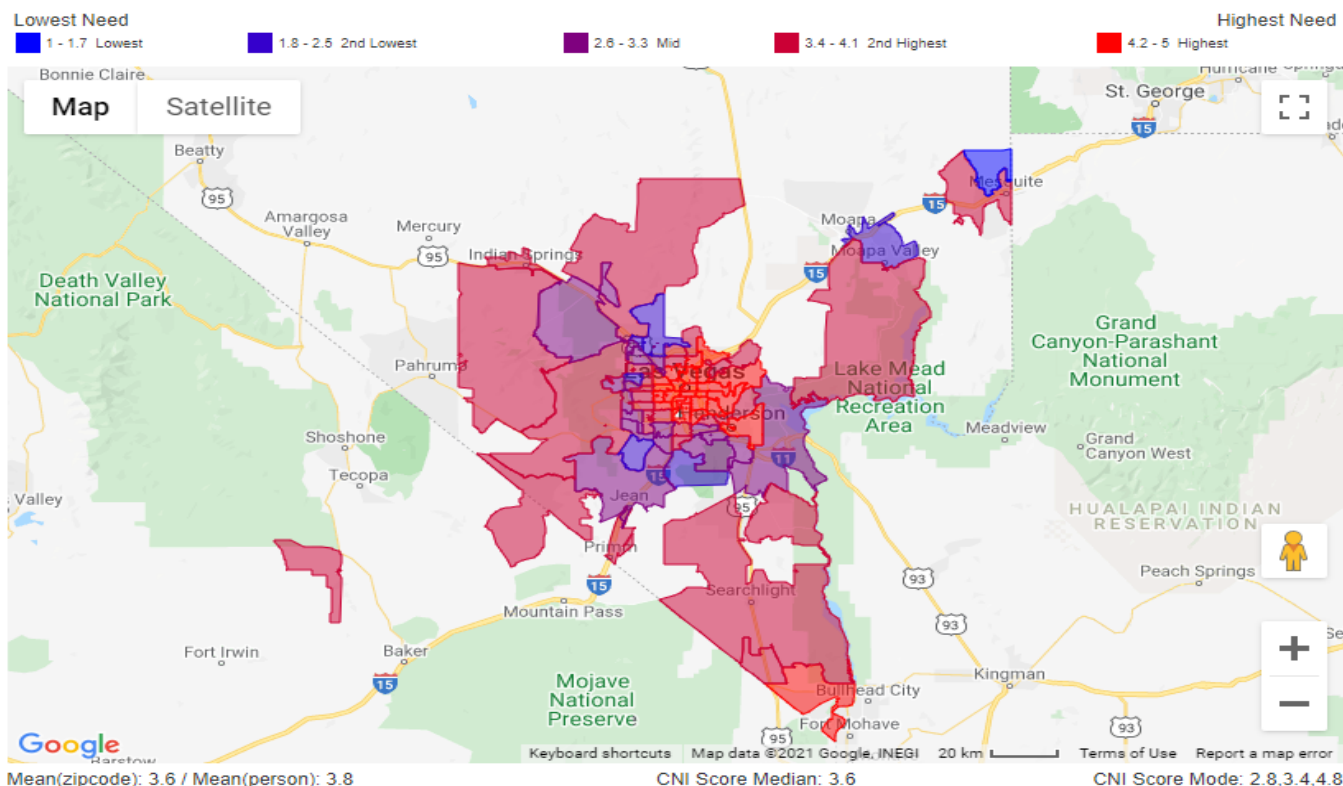 Lowest Need
Highest Need
1 - 1.7 Lowest
1.8 - 2.5 2nd Lowest
2.6 - 3.3 Mid
3.4 - 4.1 2nd Highest
4.2 - 5 Highest
Bonnie Claire
Map
Satellite
Hurricane
St. George
15
Beatty
95
Mesquite
15
Amargosa
Valley
Mercury
Moapa
95
Indian Springs
Moapa Valley
15
Death Valley
National Park
Grand
Canyon-Parashant
National
Monument
Pahrump
Las Vegas
Lake Mead
National
Recreation
Area
Henderson
Meadview
Shoshone
Grand
Canyon West
Tecopa
11
15
Valley
Jean
95
HUALAPAI INDIAN
RESERVATION
Primm
15
93
Peach Springs
Mountain Pass
Searchlight
93
Fort Irwin
Baker
15
Kingman
Mojave
National
Preserve
Bullhead City
Fort Mohave
95
93
Google
Barstow
Keyboard shortcuts
Map data ©2021 Google, INEGI
20 km
Terms of Use
Report a map error
Mean(zipcode): 3.6 / Mean(person): 3.8
CNI Score Median: 3.6
CNI Score Mode: 2.8,3.4,4.8